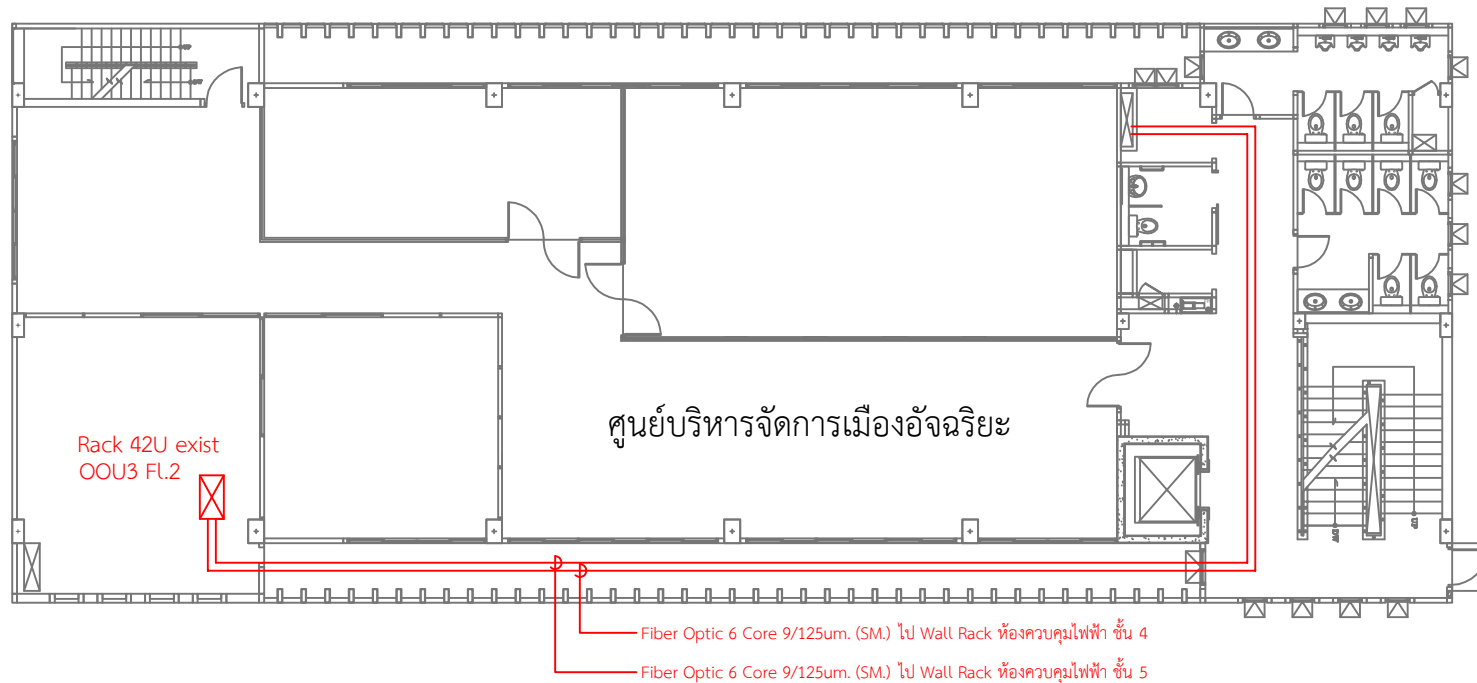 ศูนย์บริหารจัดการเมืองอัจฉริยะ
Rack 42U exist
OOU3 FL.2
Fiber Optic 6 Core 9/125um. (SM.) ไป Wall Rack ห้องควบคุมไฟฟ้า ชั้น 4
Fiber Optic 6 Core 9/125um. (SM.) ไป Wall Rack ห้องควบคุมไฟฟ้า ชั้น 5